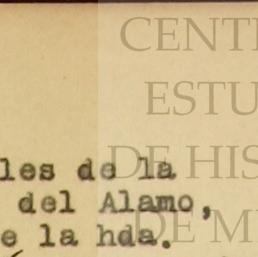 CENT
ESTU
DE HIS
DE M
les de la
del Alamo,
e la hda.